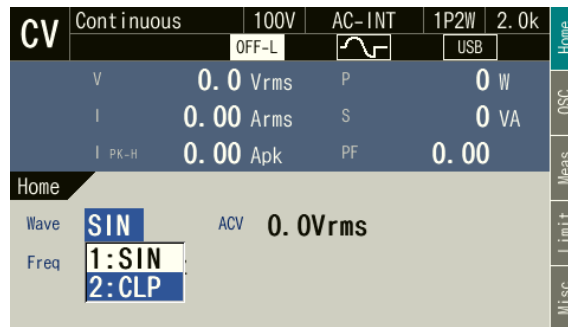 CV Continuous 100V AC-INT 1P2W 2.0k
OFF-L USB
V 0.0 Vrms P 0 W
I 0.00 Arms S 0 VA
I PK-H 0.00 Apk PF 0.00
Home
Wave SIN ACV 0.0Vrms
Freq 1:SIN
2:CLP
Home
OSC
Meas
Limit
Misc